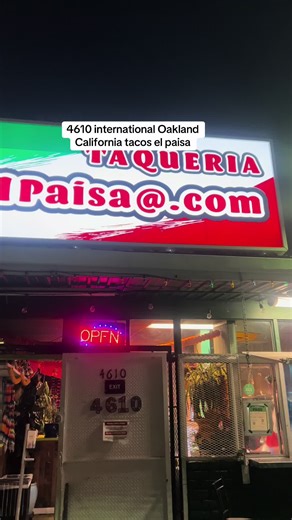 4610 international Oakland
California tacos el paisa
TAQUERIA
lPaisa@.com
OPEN
4610
EXIT
4610